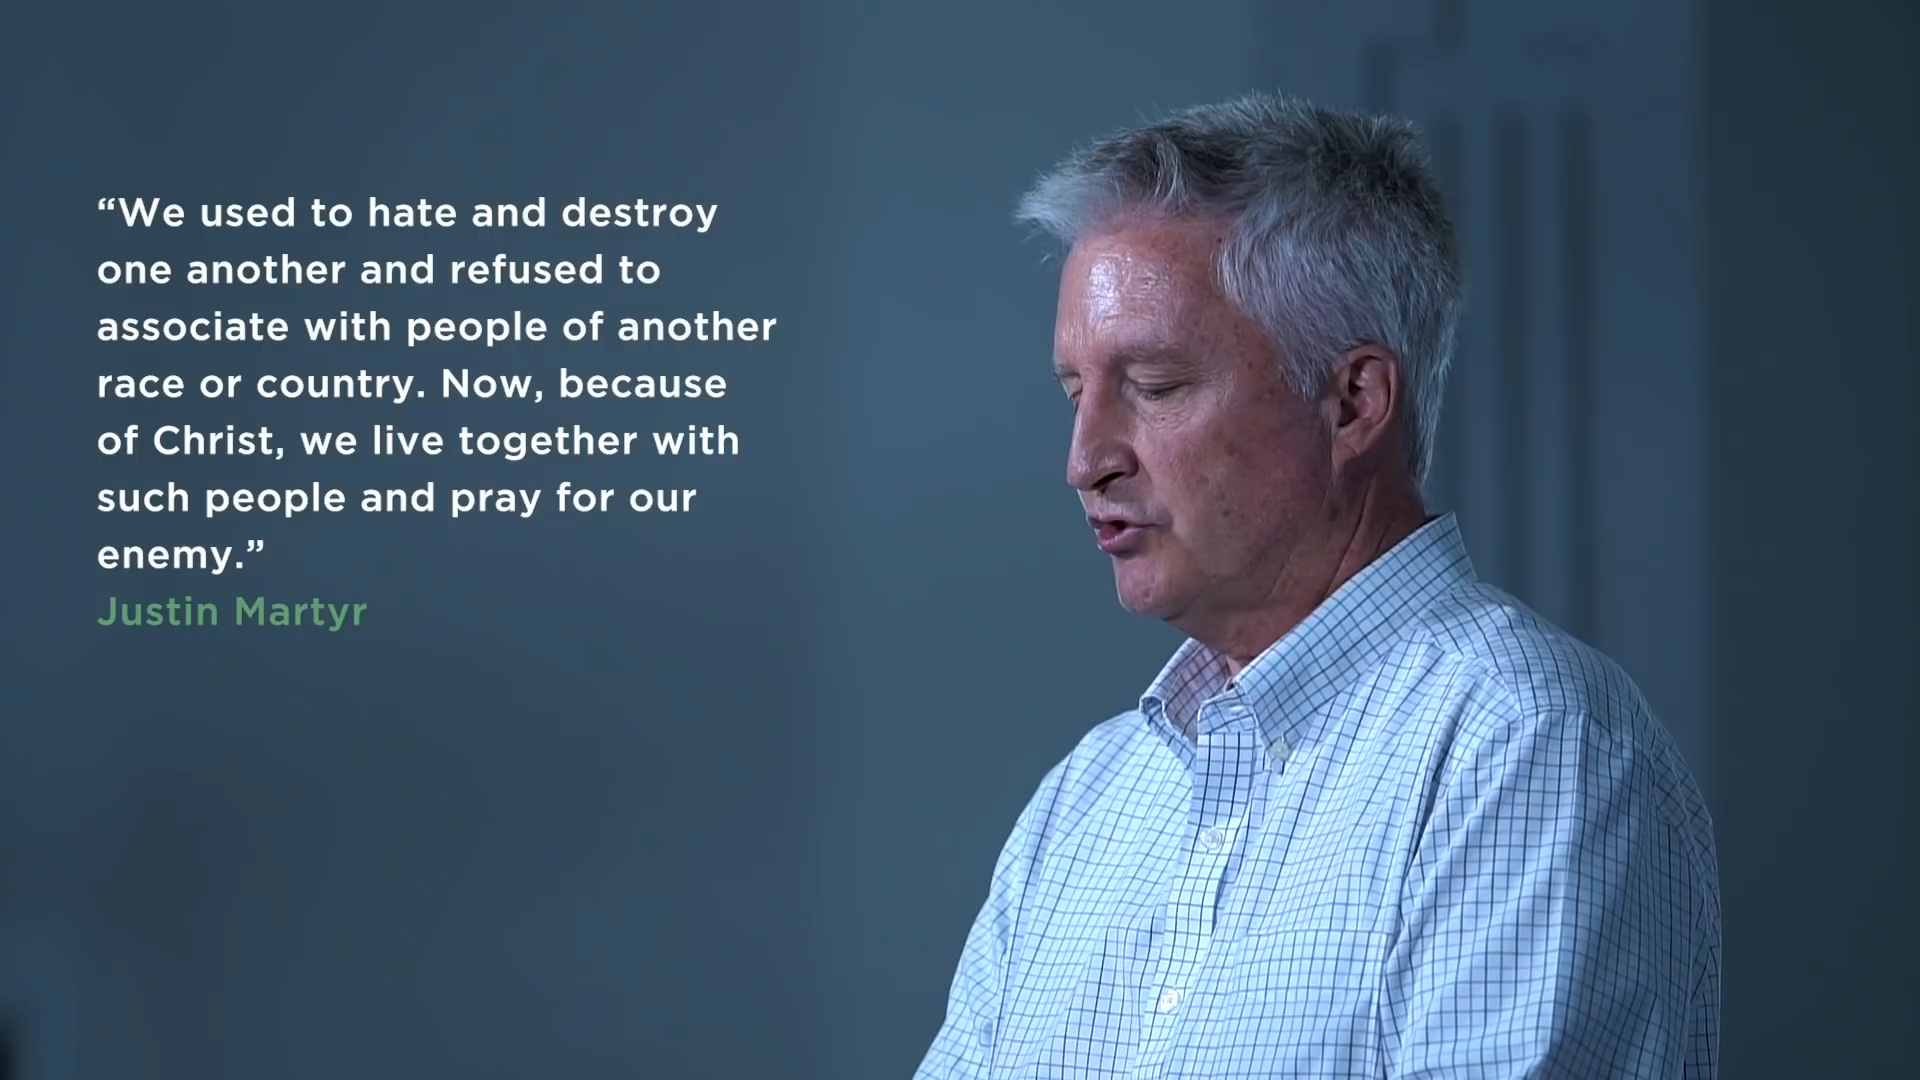 “We used to hate and destroy
one another and refused to
associate with people of another
race or country. Now, because
of Christ, we live together with
such people and pray for our
enemy.”
Justin Martyr